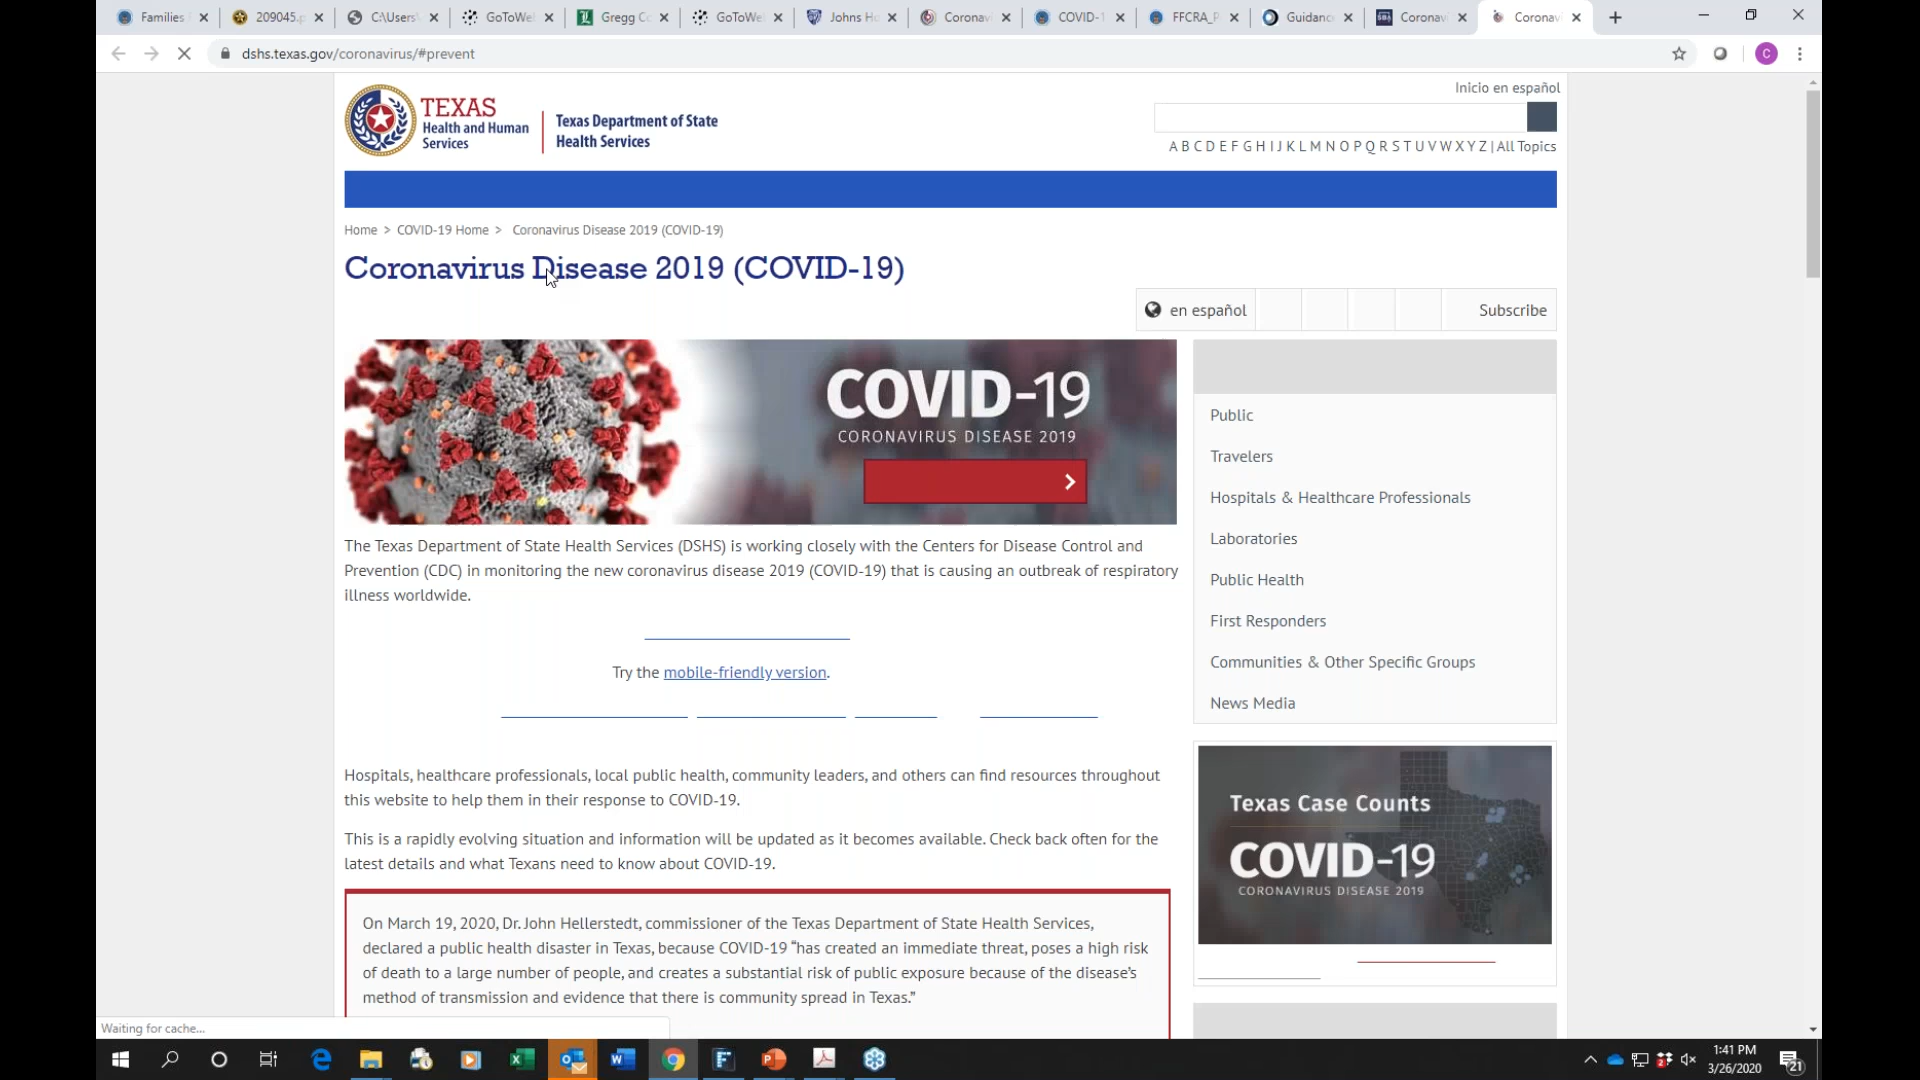 Families
209045.p
C:\Users\
GoToWe
Gregg C
GoToWe
Johns H
Coronav
COVID-1
FFCRA_P
Guidanc
Coronav
Coronav
dshs.texas.gov/coronavirus/#prevent
C
Inicio en español
TEXAS
Health and Human
Services
Texas Department of State
Health Services
A B C D E F G H I J K L M N O P Q R S T U V W X Y Z | All Topics
Home > COVID-19 Home > Coronavirus Disease 2019 (COVID-19)
Coronavirus Disease 2019 (COVID-19)
en español
Subscribe
COVID-19
CORONAVIRUS DISEASE 2019
Public
Travelers
Hospitals & Healthcare Professionals
Laboratories
Public Health
First Responders
Communities & Other Specific Groups
News Media
The Texas Department of State Health Services (DSHS) is working closely with the Centers for Disease Control and
Prevention (CDC) in monitoring the new coronavirus disease 2019 (COVID-19) that is causing an outbreak of respiratory
illness worldwide.
Try the mobile-friendly version.
Hospitals, healthcare professionals, local public health, community leaders, and others can find resources throughout
this website to help them in their response to COVID-19.
This is a rapidly evolving situation and information will be updated as it becomes available. Check back often for the
latest details and what Texans need to know about COVID-19.
Texas Case Counts
COVID-19
CORONAVIRUS DISEASE 2019
On March 19, 2020, Dr. John Hellerstedt, commissioner of the Texas Department of State Health Services,
declared a public health disaster in Texas, because COVID-19 “has created an immediate threat, poses a high risk
of death to a large number of people, and creates a substantial risk of public exposure because of the disease’s
method of transmission and evidence that there is community spread in Texas.”
Waiting for cache...
1:41 PM
3/26/2020
21